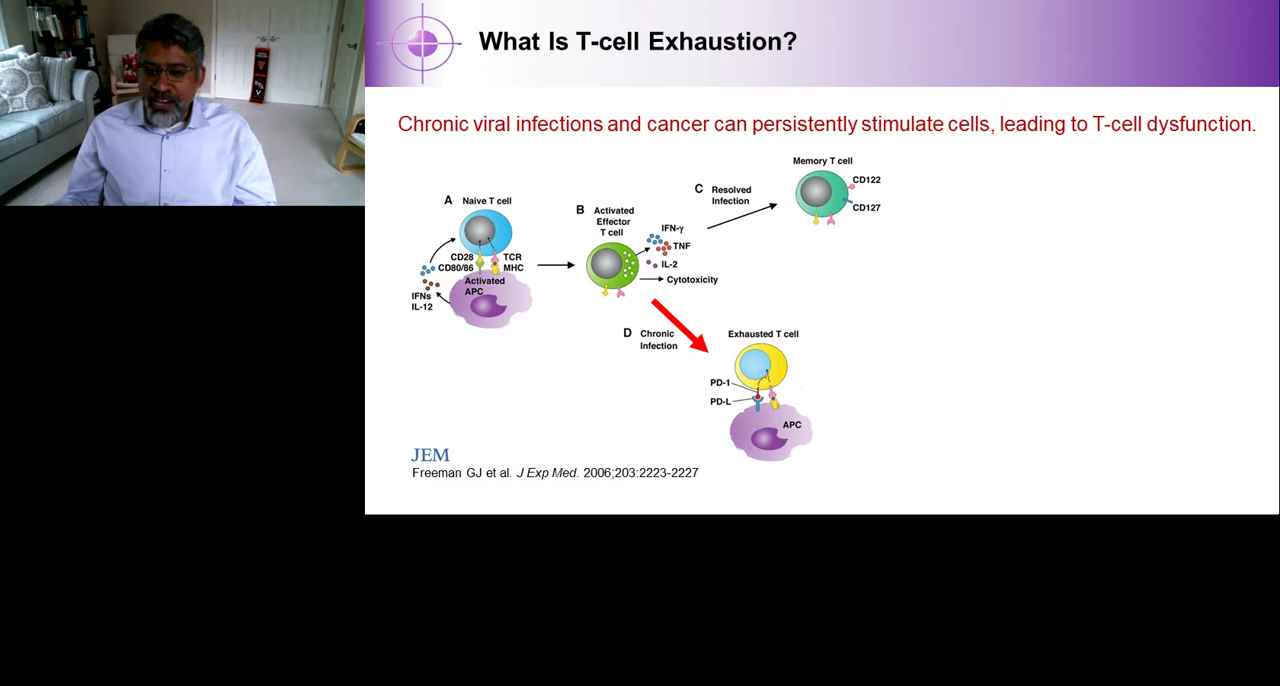 What Is T-cell Exhaustion?
Chronic viral infections and cancer can persistently stimulate cells, leading to T-cell dysfunction.
A Naive T cell
CD28
CD80/86
TCR
MHC
Activated
APC
IFNs
IL-12
B Activated
Effector
T cell
IFN-γ
TNF
IL-2
Cytotoxicity
C Resolved
Infection
Memory T cell
CD122
CD127
D Chronic
Infection
Exhausted T cell
PD-1
PD-L
APC
JEM
Freeman GJ et al. J Exp Med. 2006;203:2223-2227